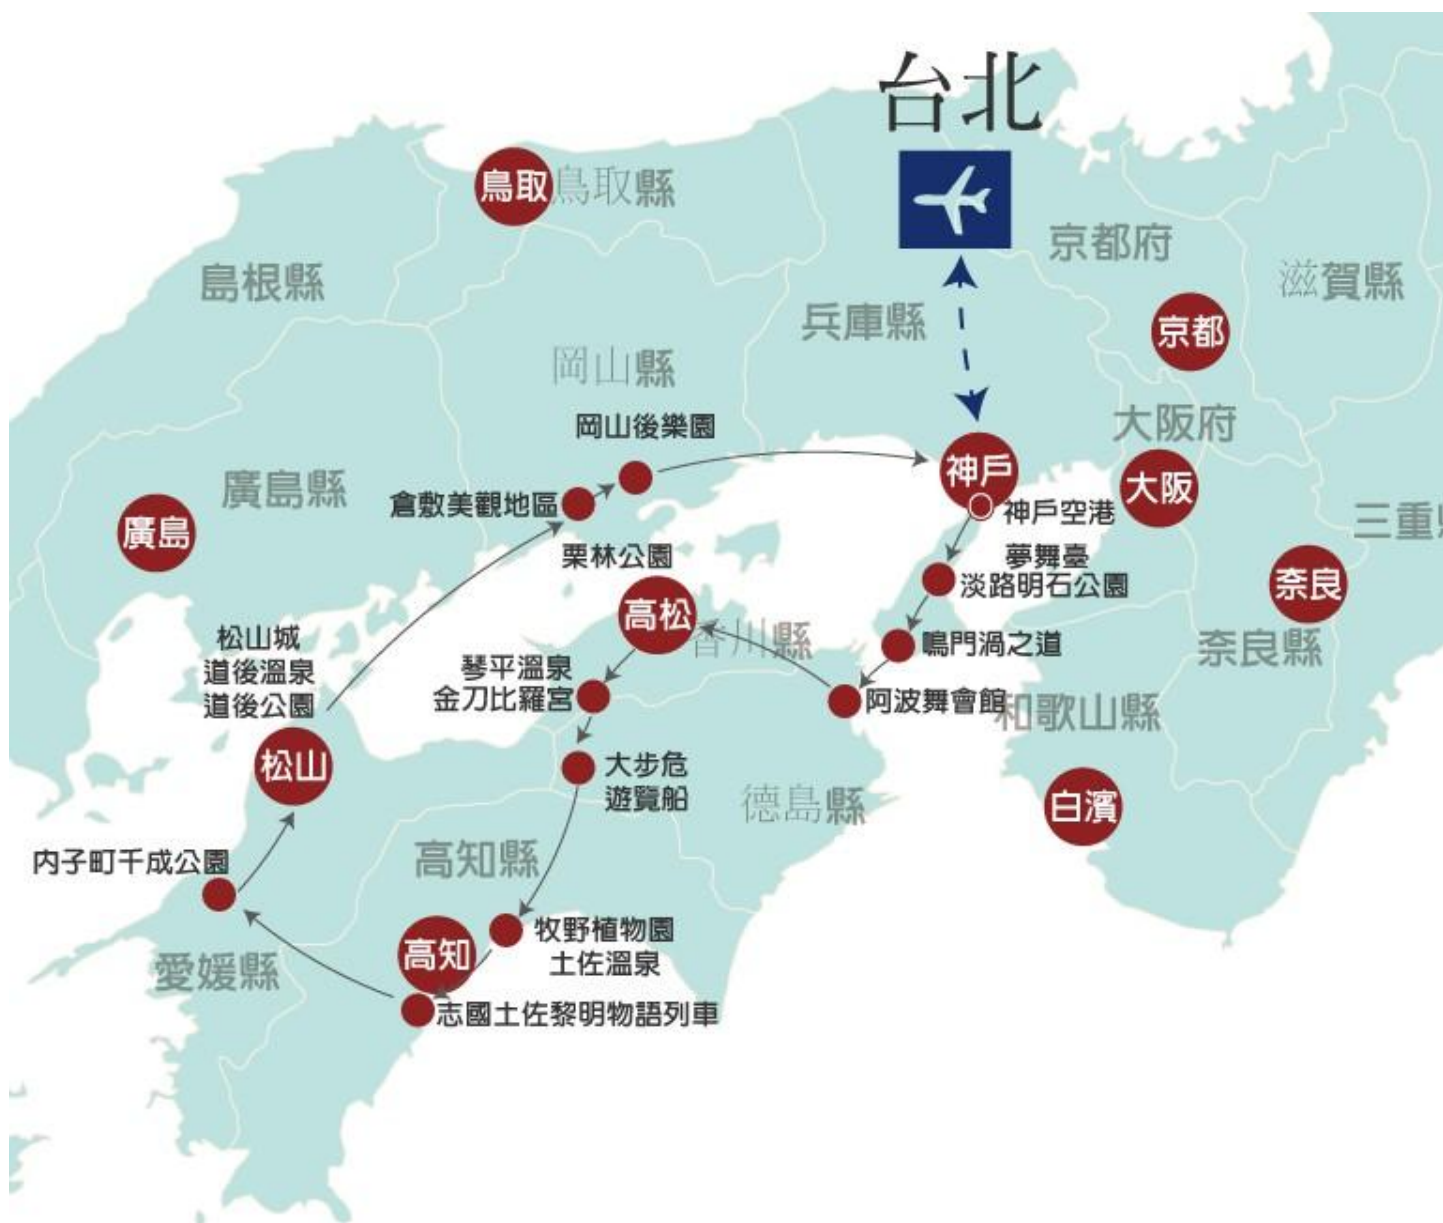 台北
鳥取
鳥取縣
島根縣
京都府
滋賀縣
兵庫縣
京都
岡山縣
岡山後樂園
大阪府
神戶
大阪
廣島縣
倉敷美觀地區
神戶空港
廣島
三重縣
栗林公園
夢舞臺
淡路明石公園
奈良
高松
香川縣
鳴門渦之道
奈良縣
松山城
道後溫泉
道後公園
琴平溫泉
金刀比羅宮
阿波舞會館
和歌山縣
松山
大步危
遊覽船
德島縣
白濱
內子町千成公園
高知縣
牧野植物園
土佐溫泉
高知
愛媛縣
志國土佐黎明物語列車